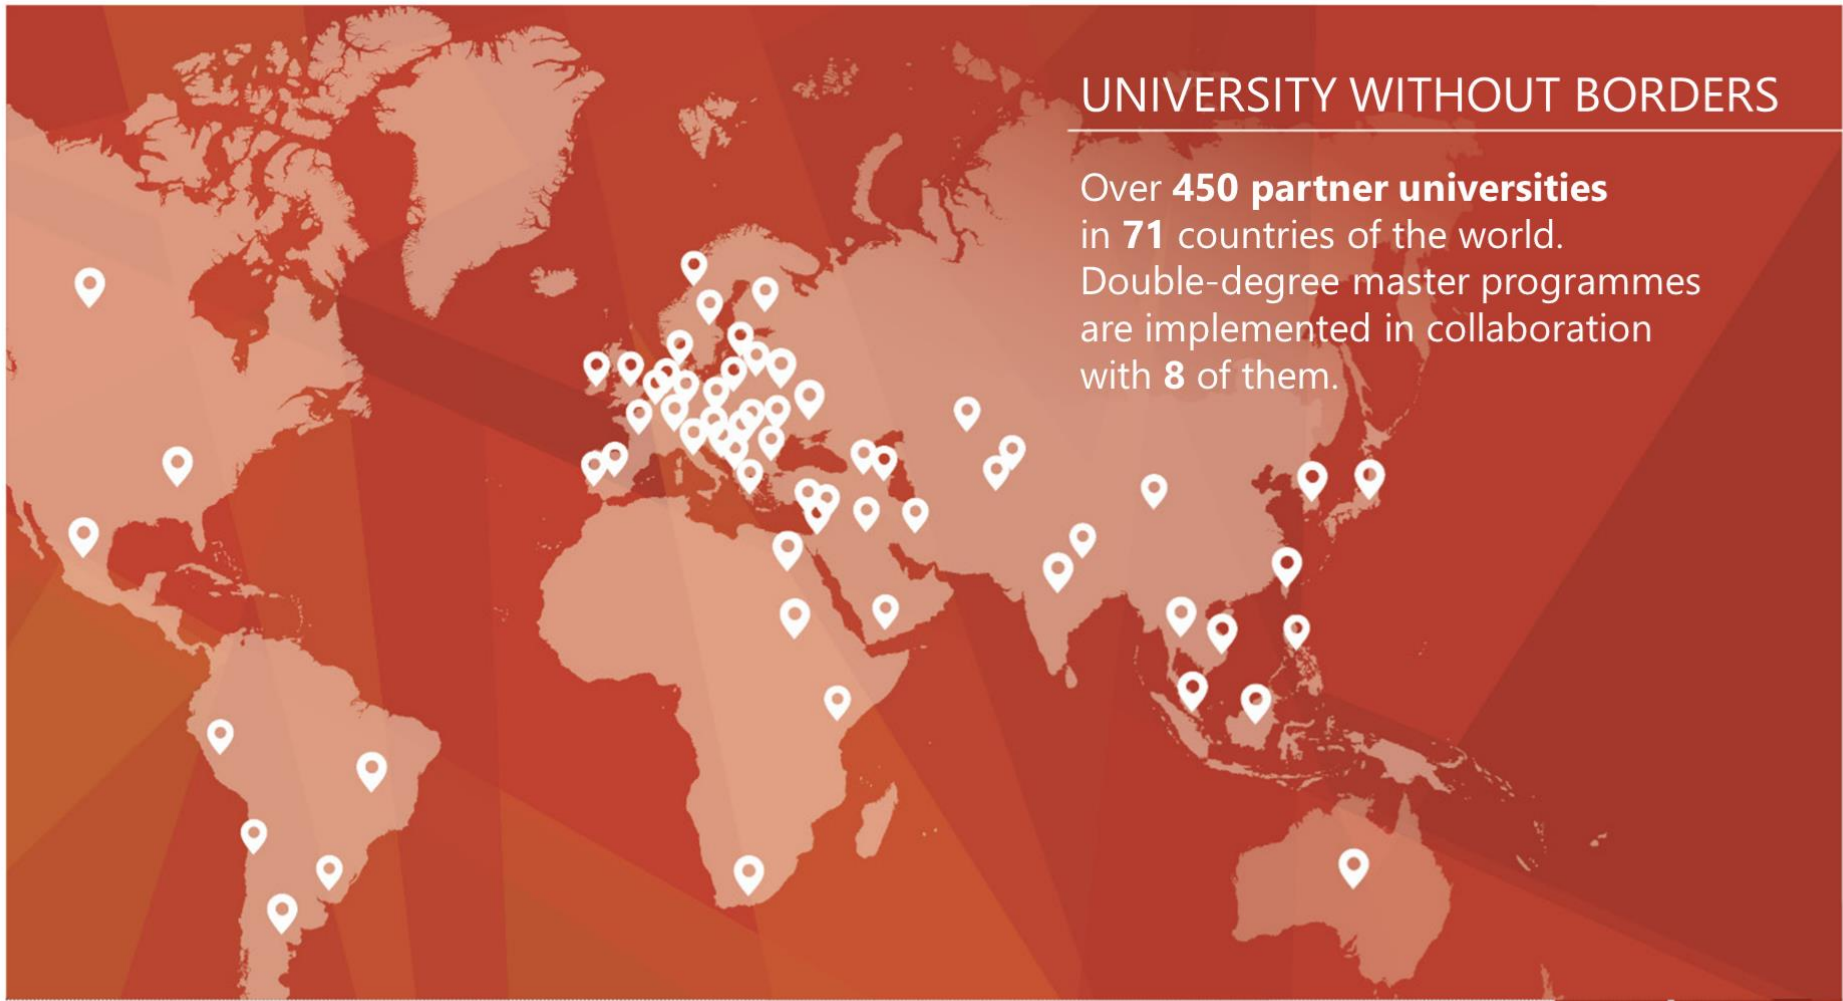 UNIVERSITY WITHOUT BORDERS
Over 450 partner universities
in 71 countries of the world.
Double-degree master programmes
are implemented in collaboration
with 8 of them.